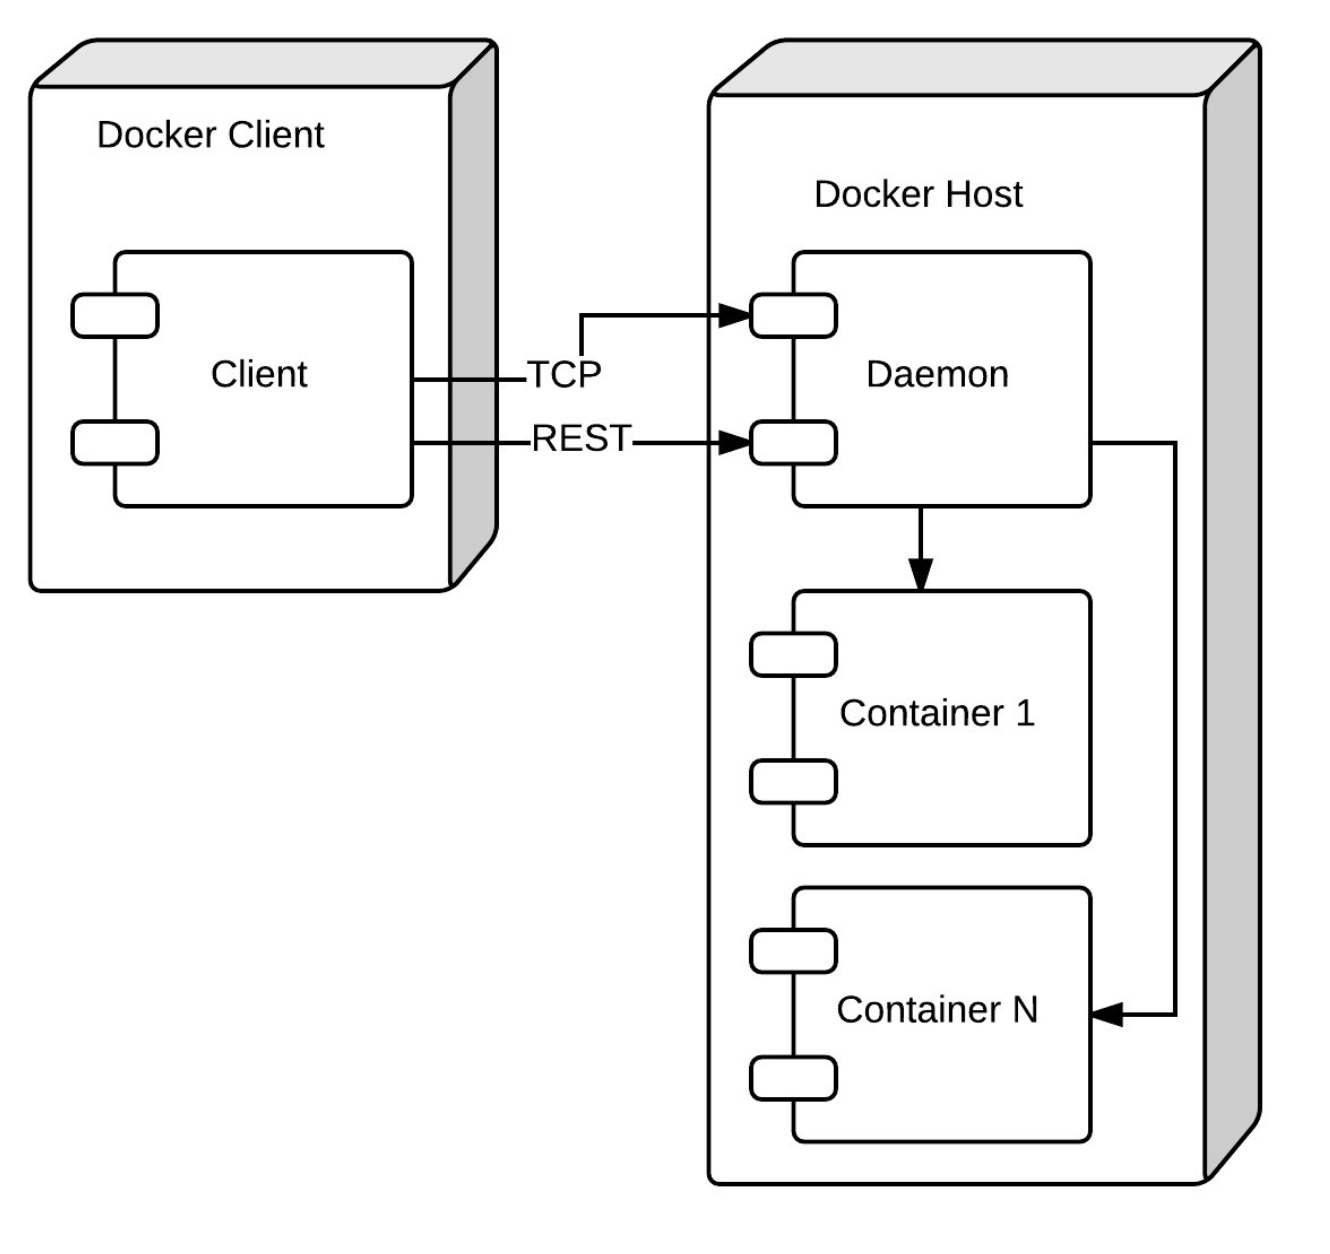 Docker Client
Docker Host
Client
TCP
REST
Daemon
Container 1
Container N